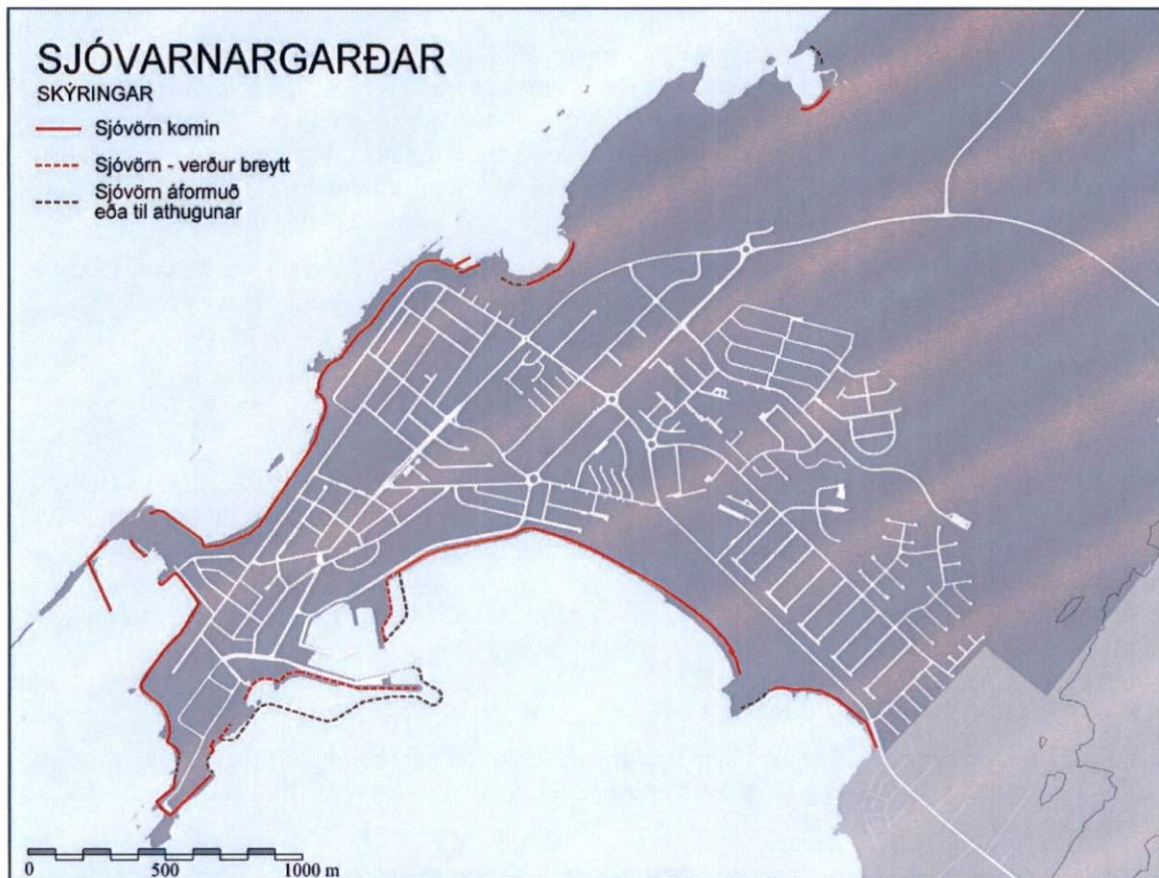 SJÓVARNARGARÐAR
SKÝRINGAR
Sjóvörn komin
Sjóvörn - verður breytt
Sjóvörn áformuð
eða til athugunar
0 500 1000 m